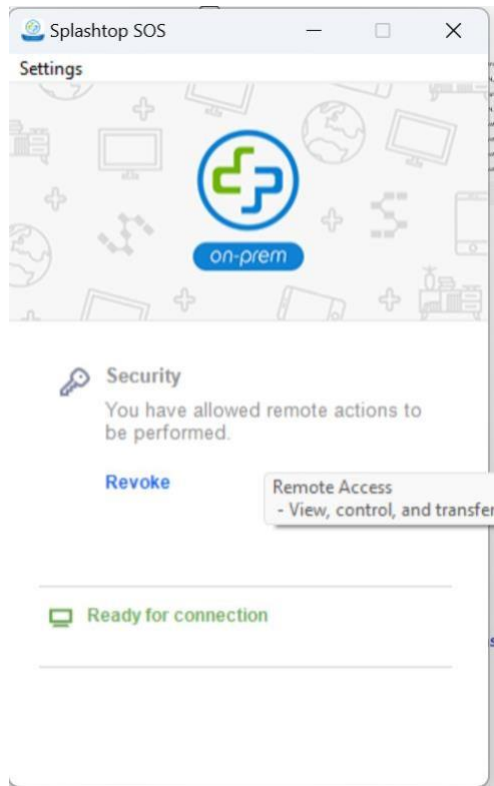 Splashtop SOS
Settings
on-prem
Security
You have allowed remote actions to
be performed.
Revoke
Remote Access
- View, control, and transfer
Ready for connection